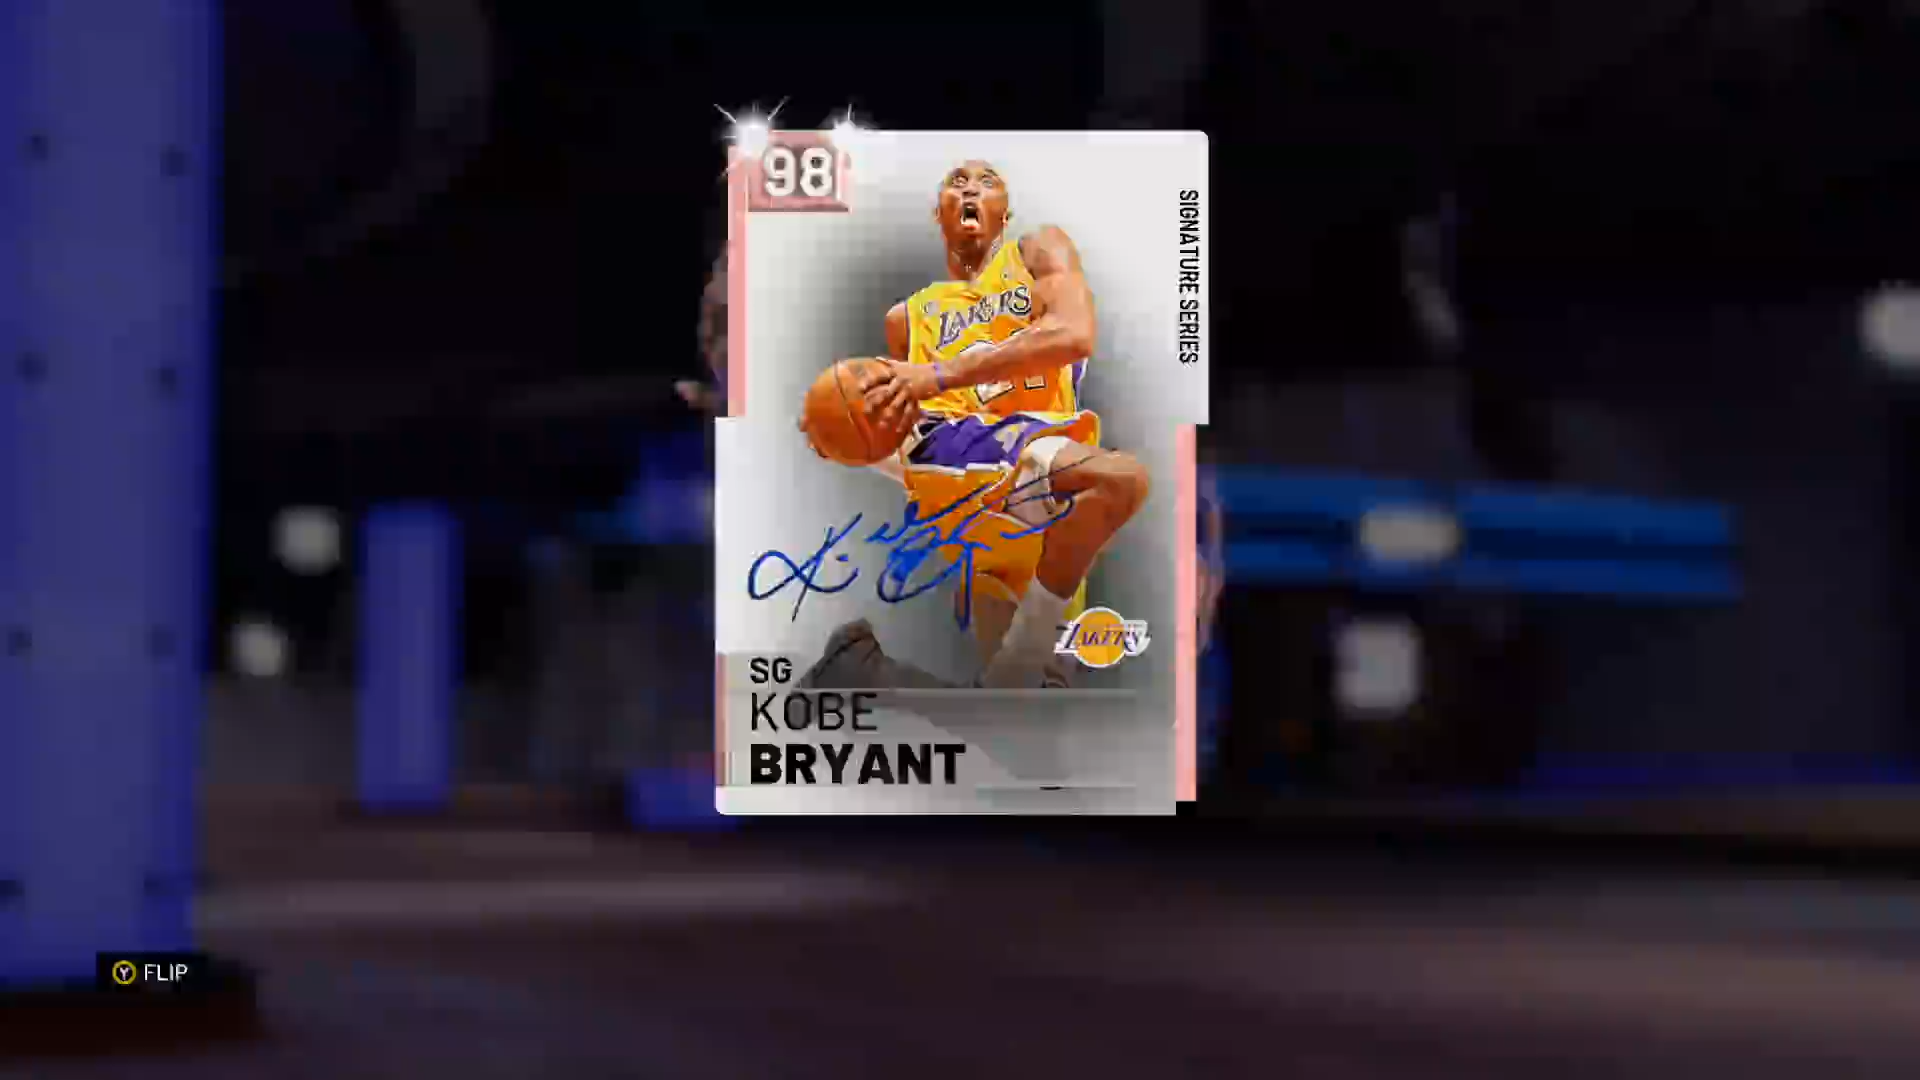 98
SIGNATURE SERIES
LAKERS
LAKERS
SG
KOBE
BRYANT
Y FLIP